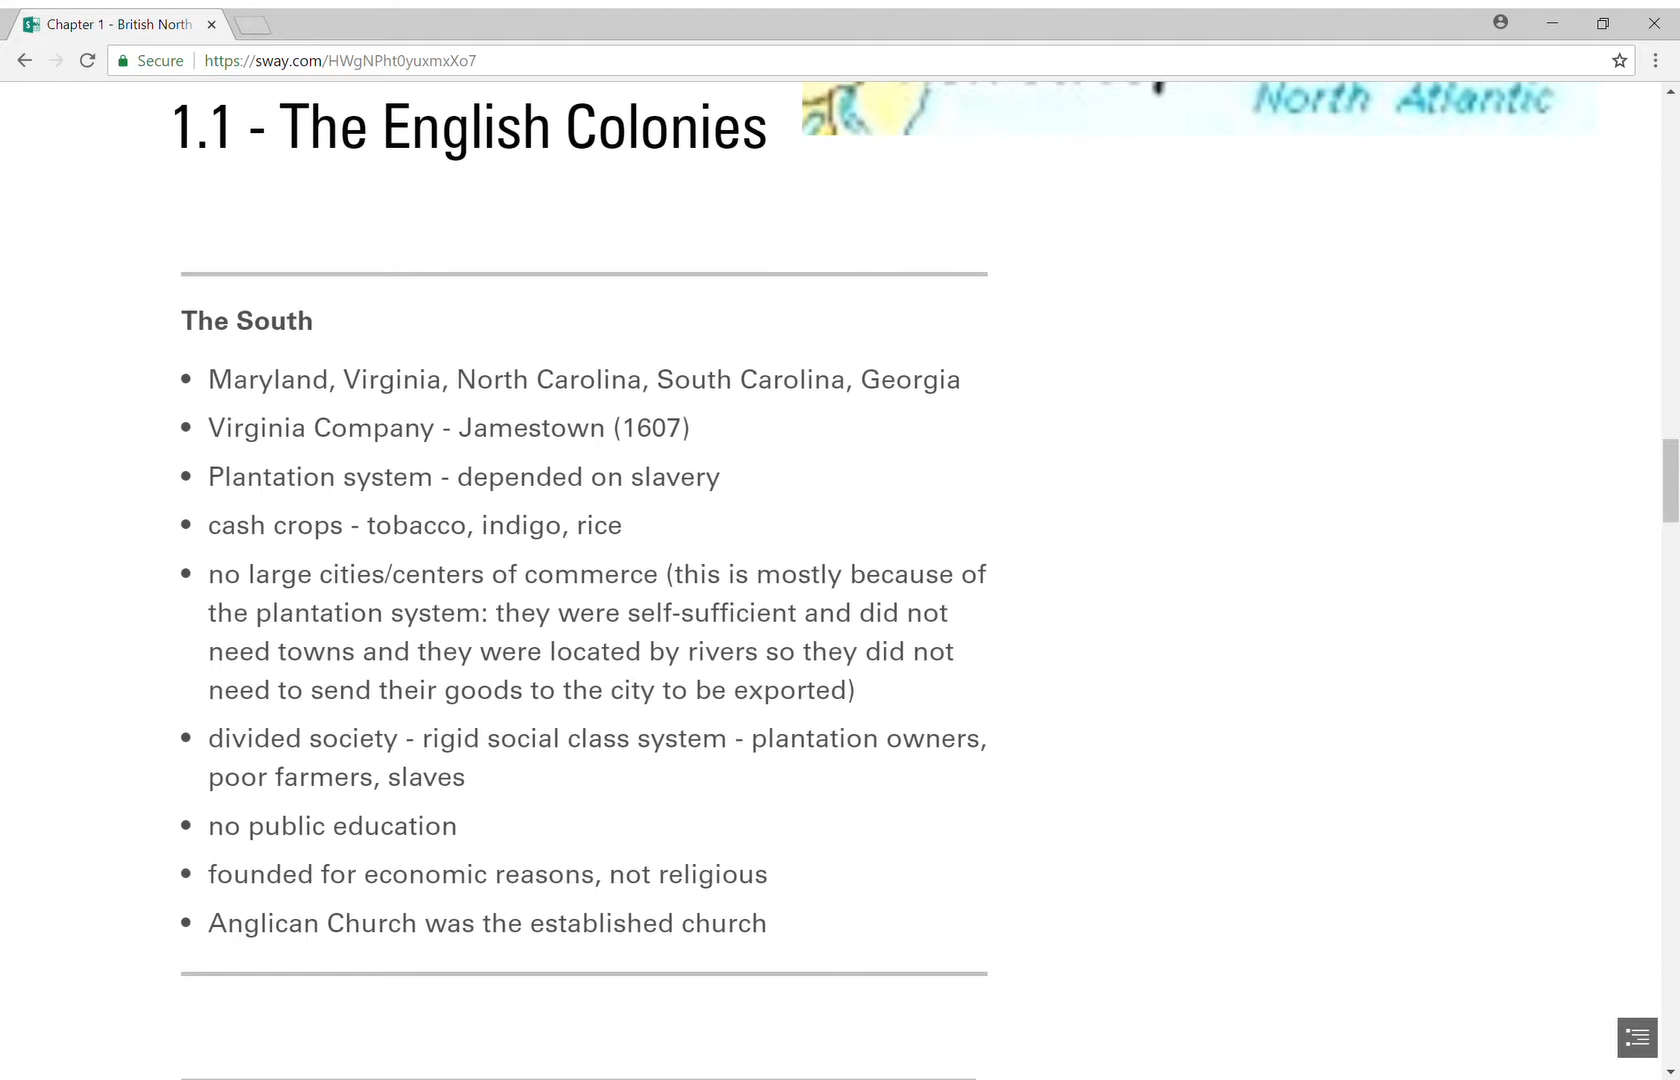 Chapter 1 - British North
Secure
https://sway.com/HWgNPht0yuxmxXo7
North Atlantic
1.1 - The English Colonies
The South
• Maryland, Virginia, North Carolina, South Carolina, Georgia
• Virginia Company - Jamestown (1607)
• Plantation system - depended on slavery
• cash crops - tobacco, indigo, rice
• no large cities/centers of commerce (this is mostly because of
the plantation system: they were self-sufficient and did not
need towns and they were located by rivers so they did not
need to send their goods to the city to be exported)
• divided society - rigid social class system - plantation owners,
poor farmers, slaves
• no public education
• founded for economic reasons, not religious
• Anglican Church was the established church